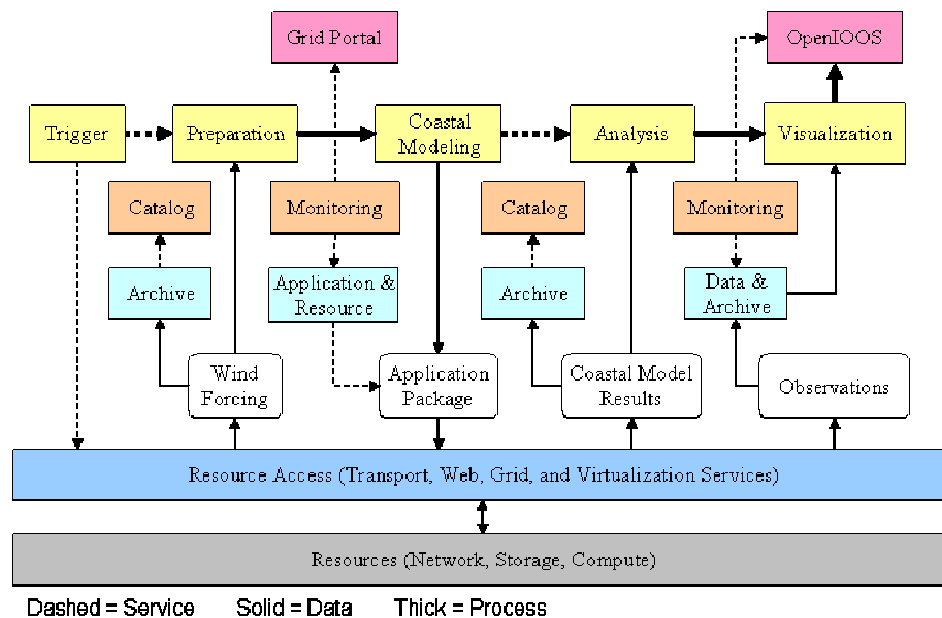 Grid Portal
OpenIOOS
Trigger
Preparation
Coastal
Modeling
Analysis
Visualization
Catalog
Monitoring
Catalog
Monitoring
Archive
Application &
Resource
Archive
Data &
Archive
Wind
Forcing
Application
Package
Coastal Model
Results
Observations
Resource Access (Transport, Web, Grid, and Virtualization Services)
Resources (Network, Storage, Compute)
Dashed = Service Solid = Data Thick = Process